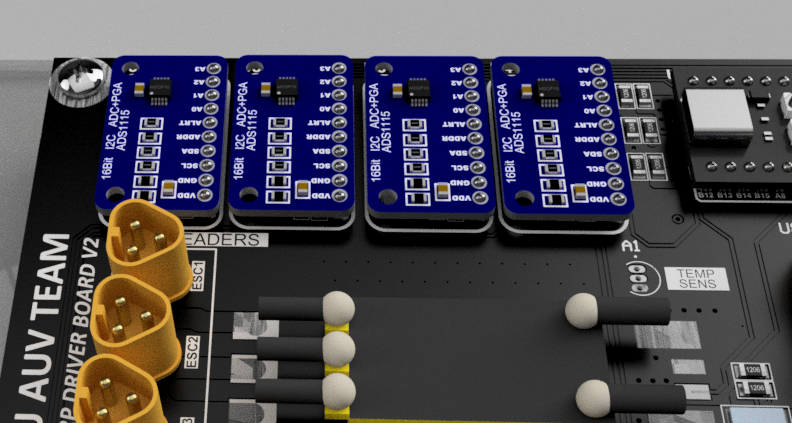 16Bit I2C ADC+PGA
ADS1115
A3
A2
A1
A0
ALRT
ADDR
SDA
SCL
GND
VDD
16Bit I2C ADC+PGA
ADS1115
A3
A2
A1
A0
ALRT
ADDR
SDA
SCL
GND
VDD
16Bit I2C ADC+PGA
ADS1115
A3
A2
A1
A0
ALRT
ADDR
SDA
SCL
GND
VDD
16Bit I2C ADC+PGA
ADS1115
A3
A2
A1
A0
ALRT
ADDR
SDA
SCL
GND
VDD
B12 B13 B14 B15 A8
EADERS
U AUV TEAM
DRIVER BOARD V2
ESC1
ESC2
A1
TEMP
SENS
1206
1206